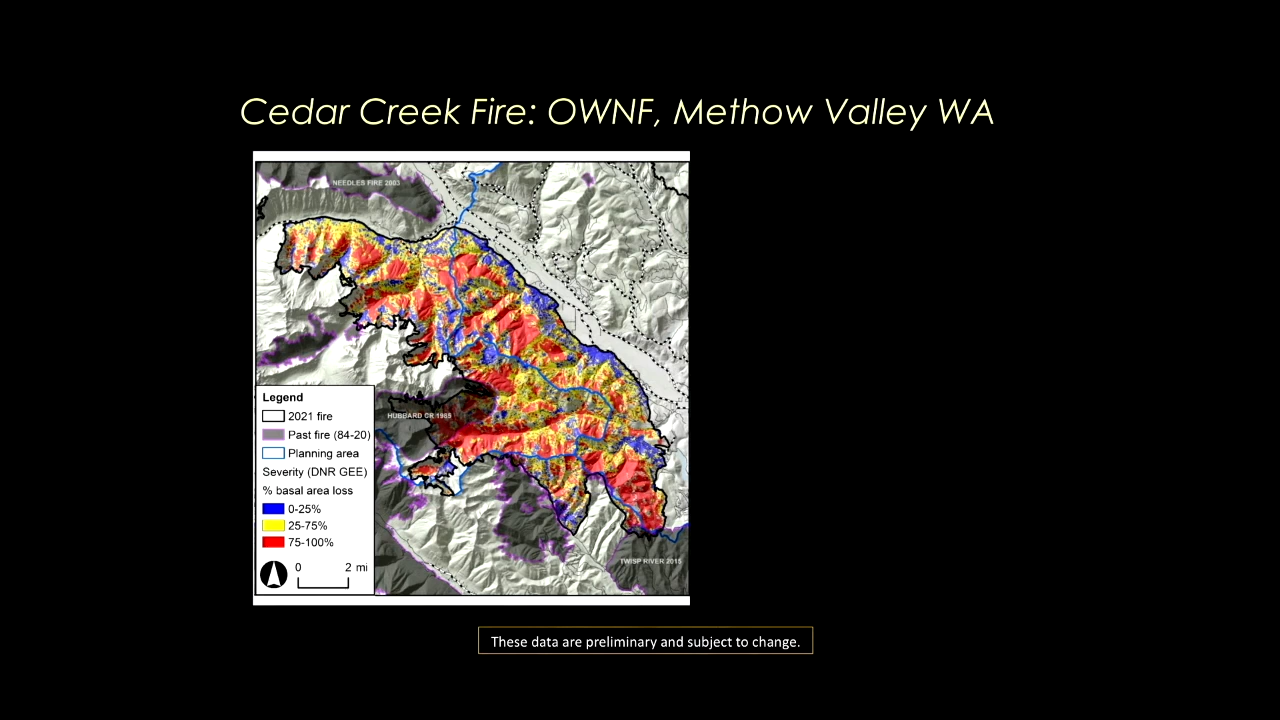 Cedar Creek Fire: OWNF, Methow Valley WA
NEEDLES FIRE 2003
HUBBARD CR 1985
TWISP RIVER 2015
Legend
2021 fire
Past fire (84-20)
Planning area
Severity (DNR GEE)
% basal area loss
0-25%
25-75%
75-100%
0 2 mi
These data are preliminary and subject to change.